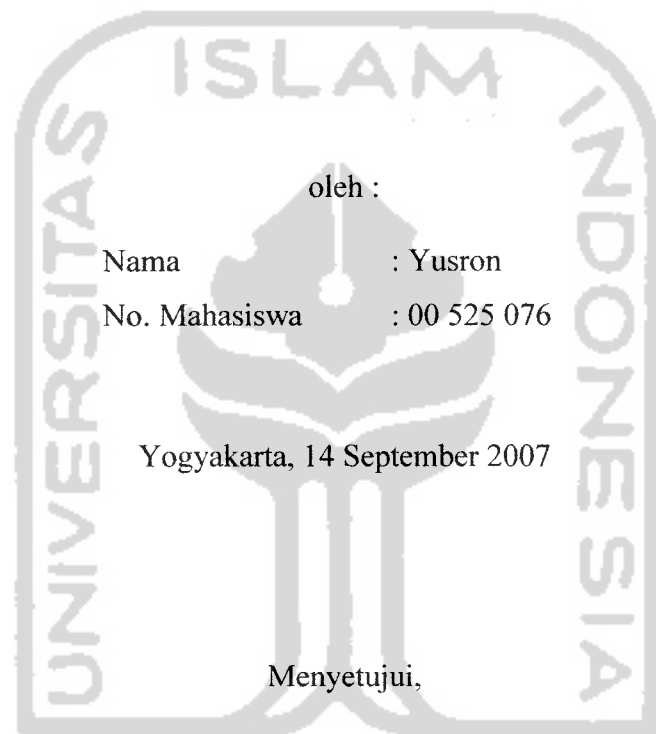 UNIVERSITAS ISLAM INDONESIA
oleh :
Nama : Yusron
No. Mahasiswa : 00 525 076
Yogyakarta, 14 September 2007
Menyetujui,